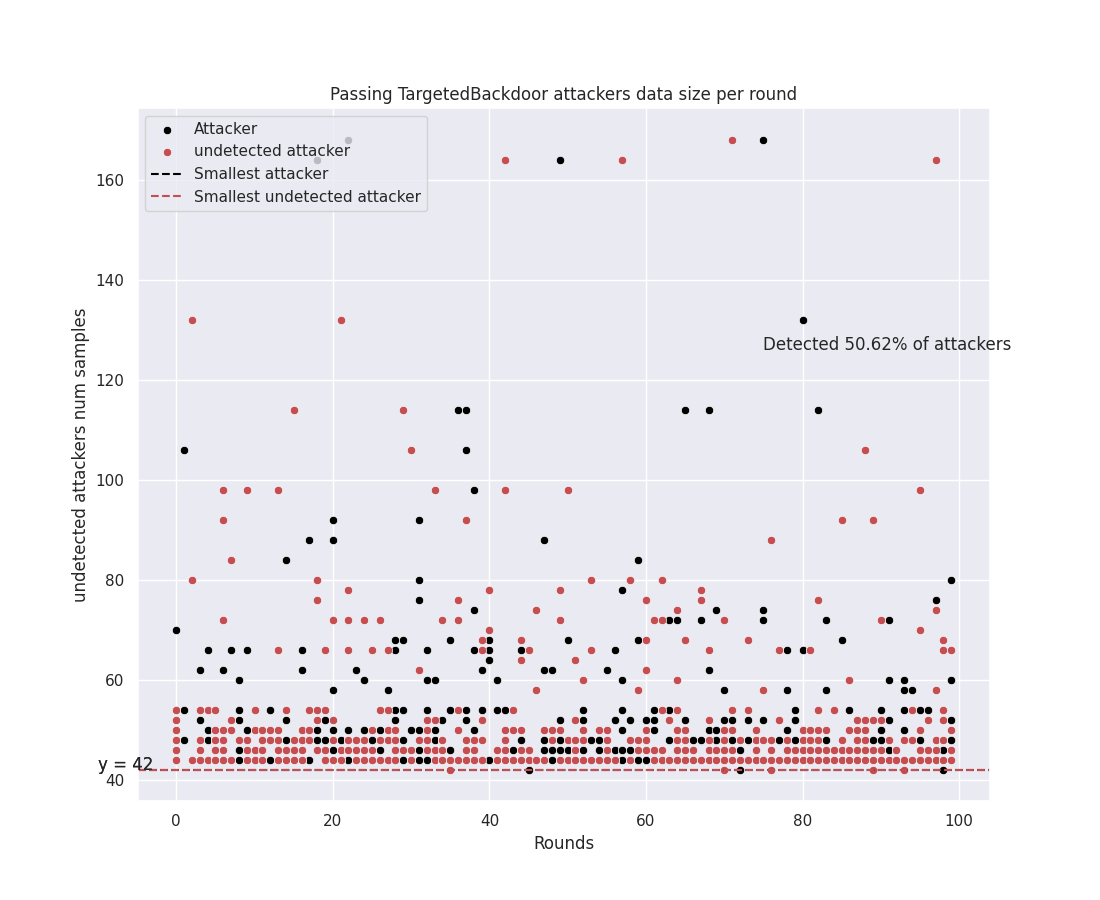 Passing TargetedBackdoor attackers data size per round
Attacker
undetected attacker
Smallest attacker
Smallest undetected attacker
160
140
120
100
80
60
40
undetected attackers num samples
Detected 50.62% of attackers
y = 42
0 20 40 60 80 100
Rounds